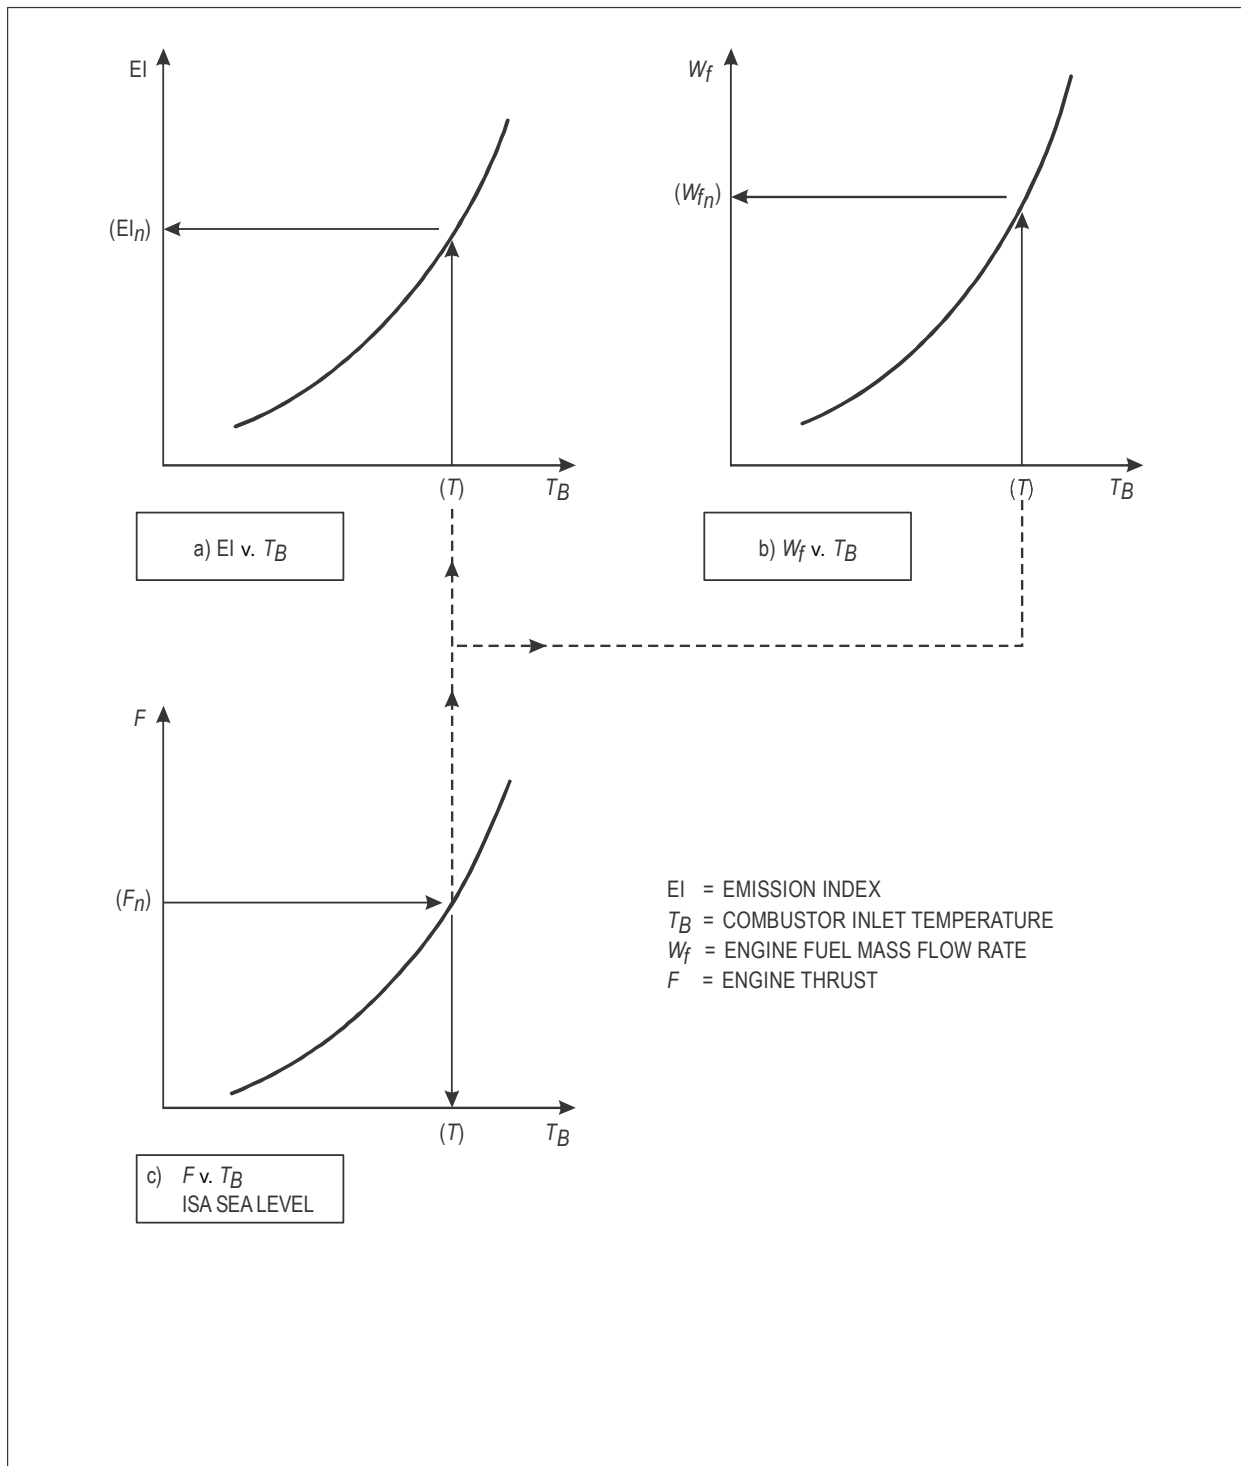 EI
(EIn)
(T) TB
a) EI v. TB
Wf
(Wfn)
(T) TB
b) Wf v. TB
F
(Fn)
(T) TB
c) F v. TB
ISA SEA LEVEL
EI = EMISSION INDEX
TB = COMBUSTOR INLET TEMPERATURE
Wf = ENGINE FUEL MASS FLOW RATE
F = ENGINE THRUST